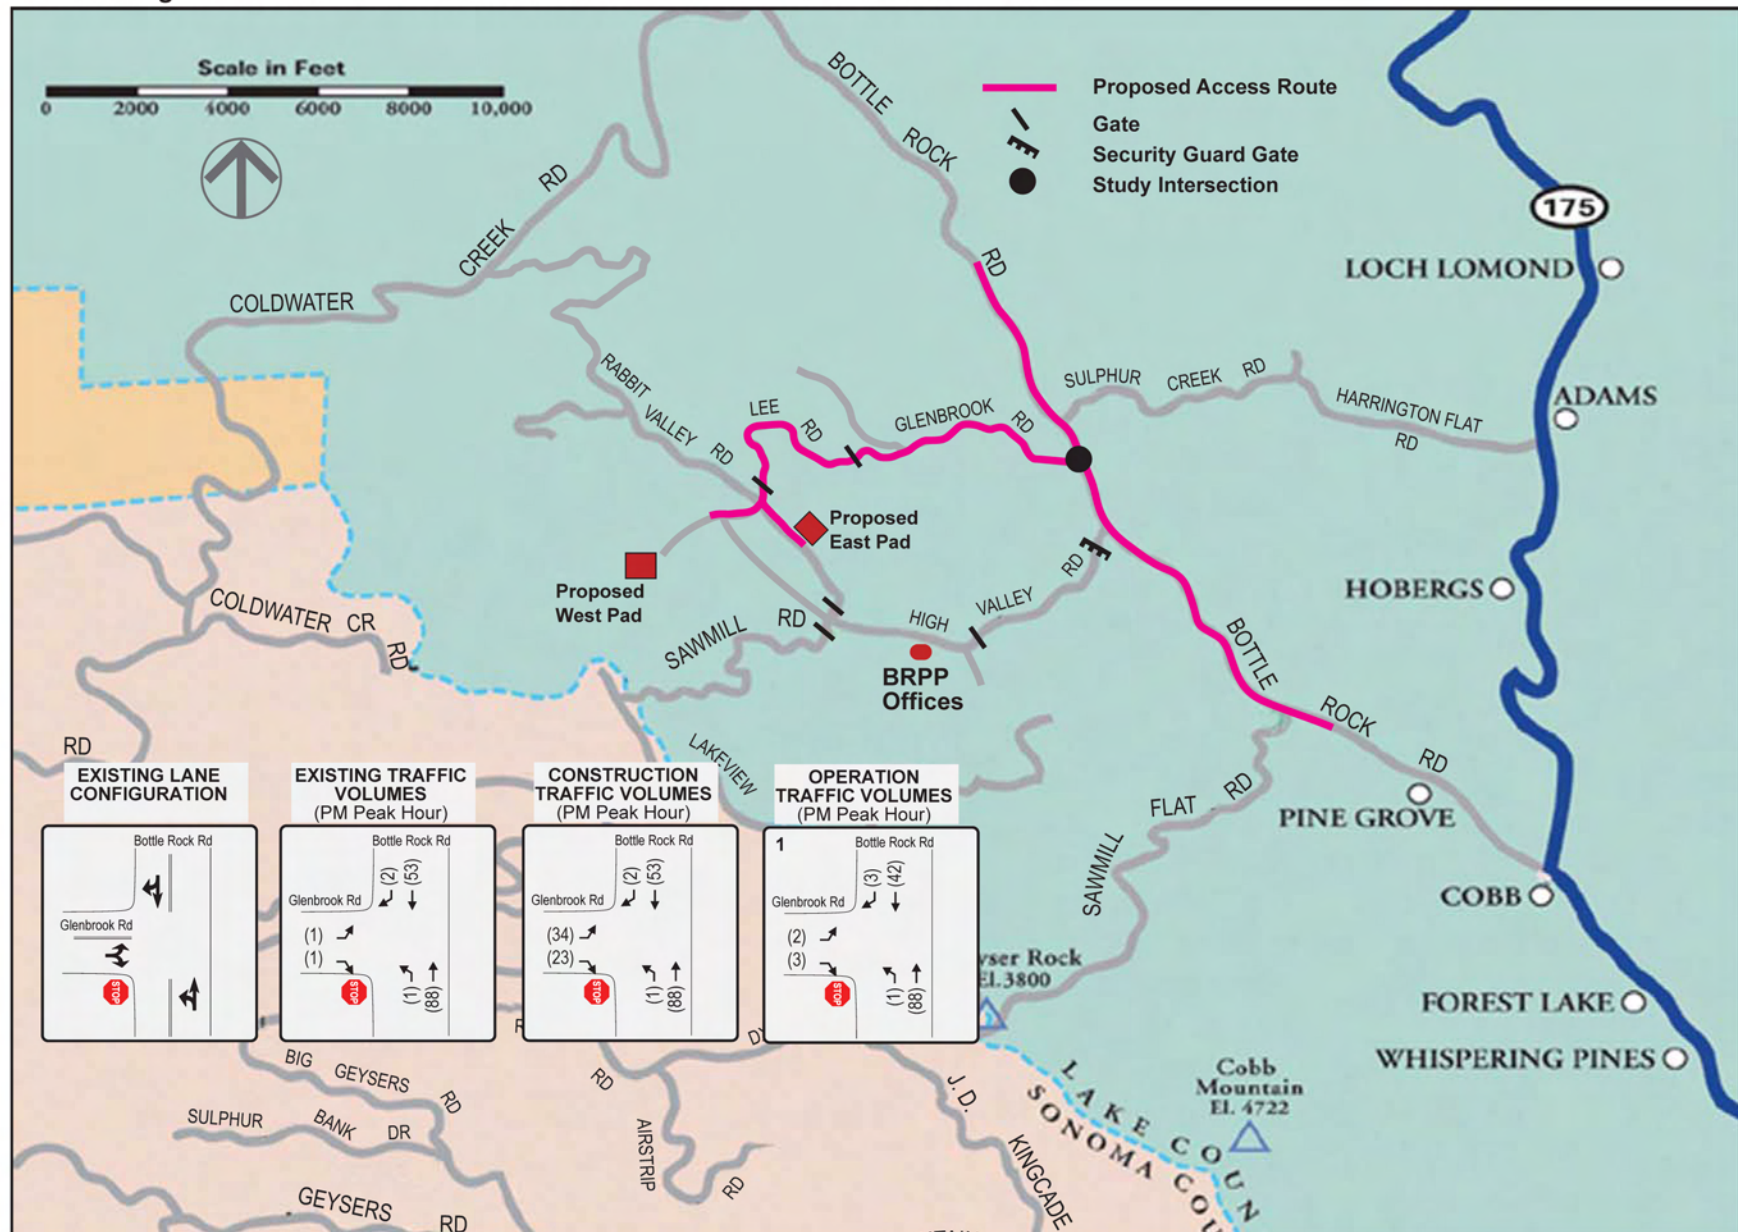 Scale in Feet
0 2000 4000 6000 8000 10,000
Proposed Access Route
Gate
Security Guard Gate
Study Intersection
BOTTLE
ROCK
RD
175
LOCH LOMOND
CREEK
RD
COLDWATER
RABBIT
VALLEY
RD
LEE
RD
GLENBROOK
RD
SULPHUR
CREEK
RD
HARRINGTON FLAT
RD
ADAMS
Proposed
East Pad
Proposed
West Pad
HOBERGS
COLDWATER CR
RD
SAWMILL
RD
HIGH
VALLEY
RD
BRPP
Offices
BOTTLE
ROCK
RD
LAKEVIEW
FLAT
RD
SAWMILL
PINE GROVE
COBB
FOREST LAKE
WHISPERING PINES
RD
EXISTING LANE
CONFIGURATION
Bottle Rock Rd
Glenbrook Rd
STOP
EXISTING TRAFFIC
VOLUMES
(PM Peak Hour)
Bottle Rock Rd
(2)
(53)
Glenbrook Rd
(1)
(1)
(1)
(88)
STOP
CONSTRUCTION
TRAFFIC VOLUMES
(PM Peak Hour)
Bottle Rock Rd
(2)
(53)
Glenbrook Rd
(34)
(23)
(1)
(88)
STOP
OPERATION
TRAFFIC VOLUMES
(PM Peak Hour)
1
Bottle Rock Rd
(3)
(42)
Glenbrook Rd
(2)
(3)
(1)
(88)
STOP
Rock
El.3800
Cobb
Mountain
El. 4722
LAKE COUN
SONOMA COU
BIG
GEYSERS
RD
SULPHUR
BANK
DR
GEYSERS
RD
RD
AIRSTRIP
RD
J.D.
KINGCADE